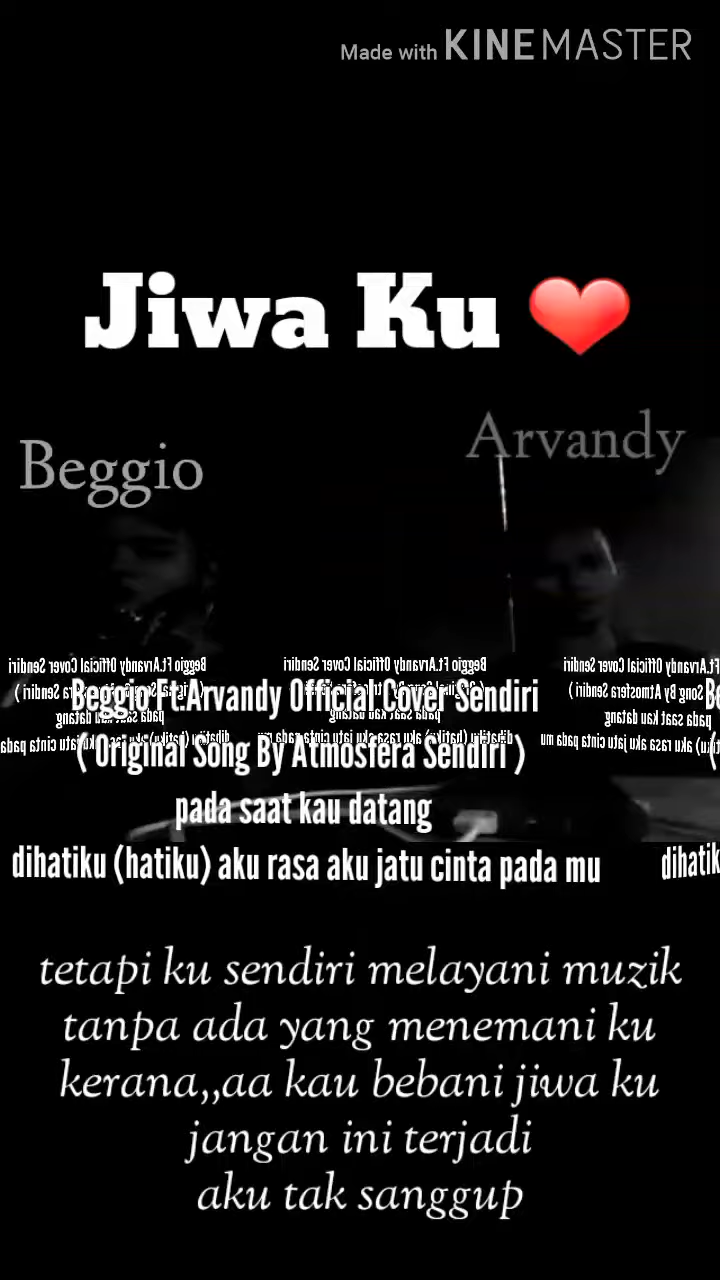 Made with KINEMASTER
Jiwa Ku ❤
Beggio
Arvandy
Beggio Ft.Arvandy Official Cover Sendiri
( Original Song By Atmosfera Sendiri )
pada saat kau datang
dihatiku (hatiku) aku rasa aku jatu cinta pada mu
tetapi ku sendiri melayani muzik
tanpa ada yang menemani ku
kerana,,aa kau bebani jiwa ku
jangan ini terjadi
aku tak sanggup